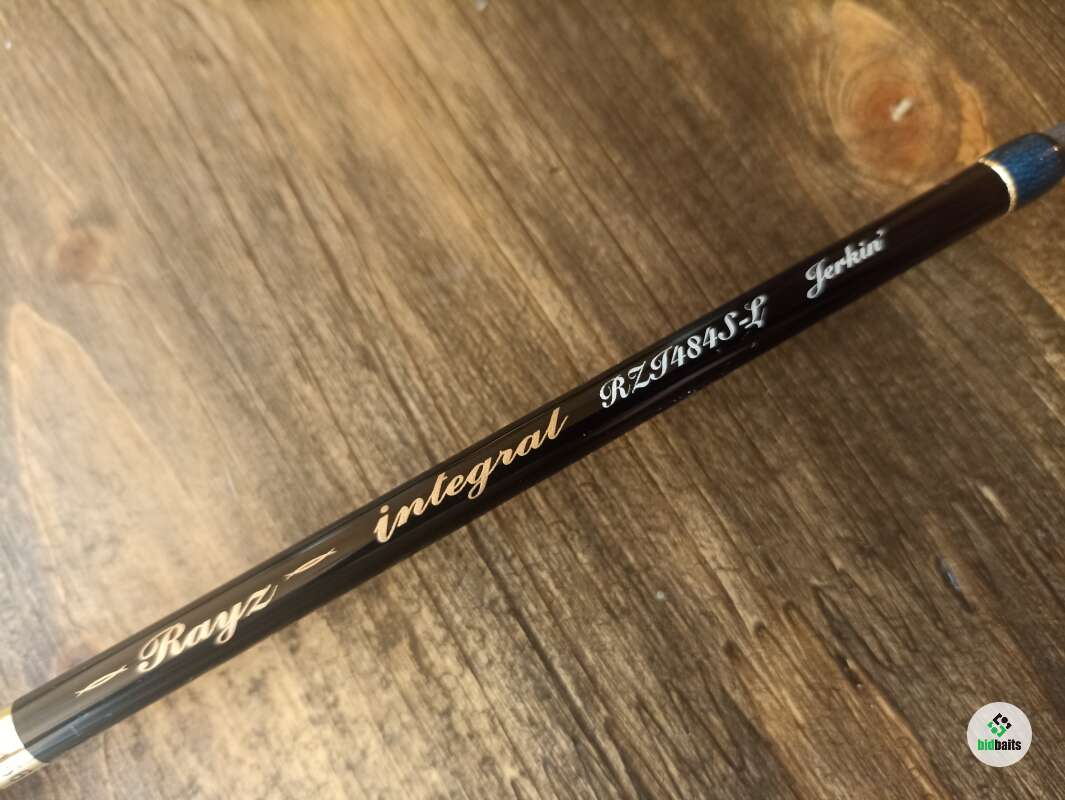 Rayz integral RZI484S-L Jerkin'
bidbaits